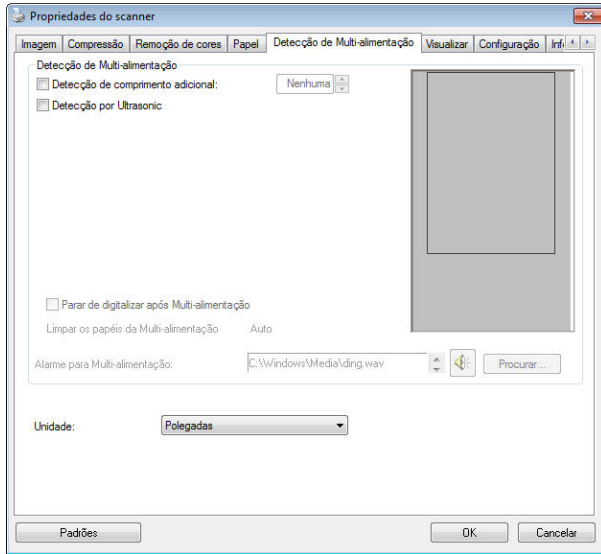 Propriedades do scanner
Imagem Compressão Remoção de cores Papel Detecção de Multi-alimentação Visualizar Configuração
Detecção de Multi-alimentação
Detecção de comprimento adicional: Nenhuma
Detecção por Ultrasonic
Parar de digitalizar após Multi-alimentação
Limpar os papéis da Multi-alimentação Auto
Alarme para Multi-alimentação: C:\Windows\Media\ding.wav Procurar...
Unidade: Polegadas
Padrões OK Cancelar